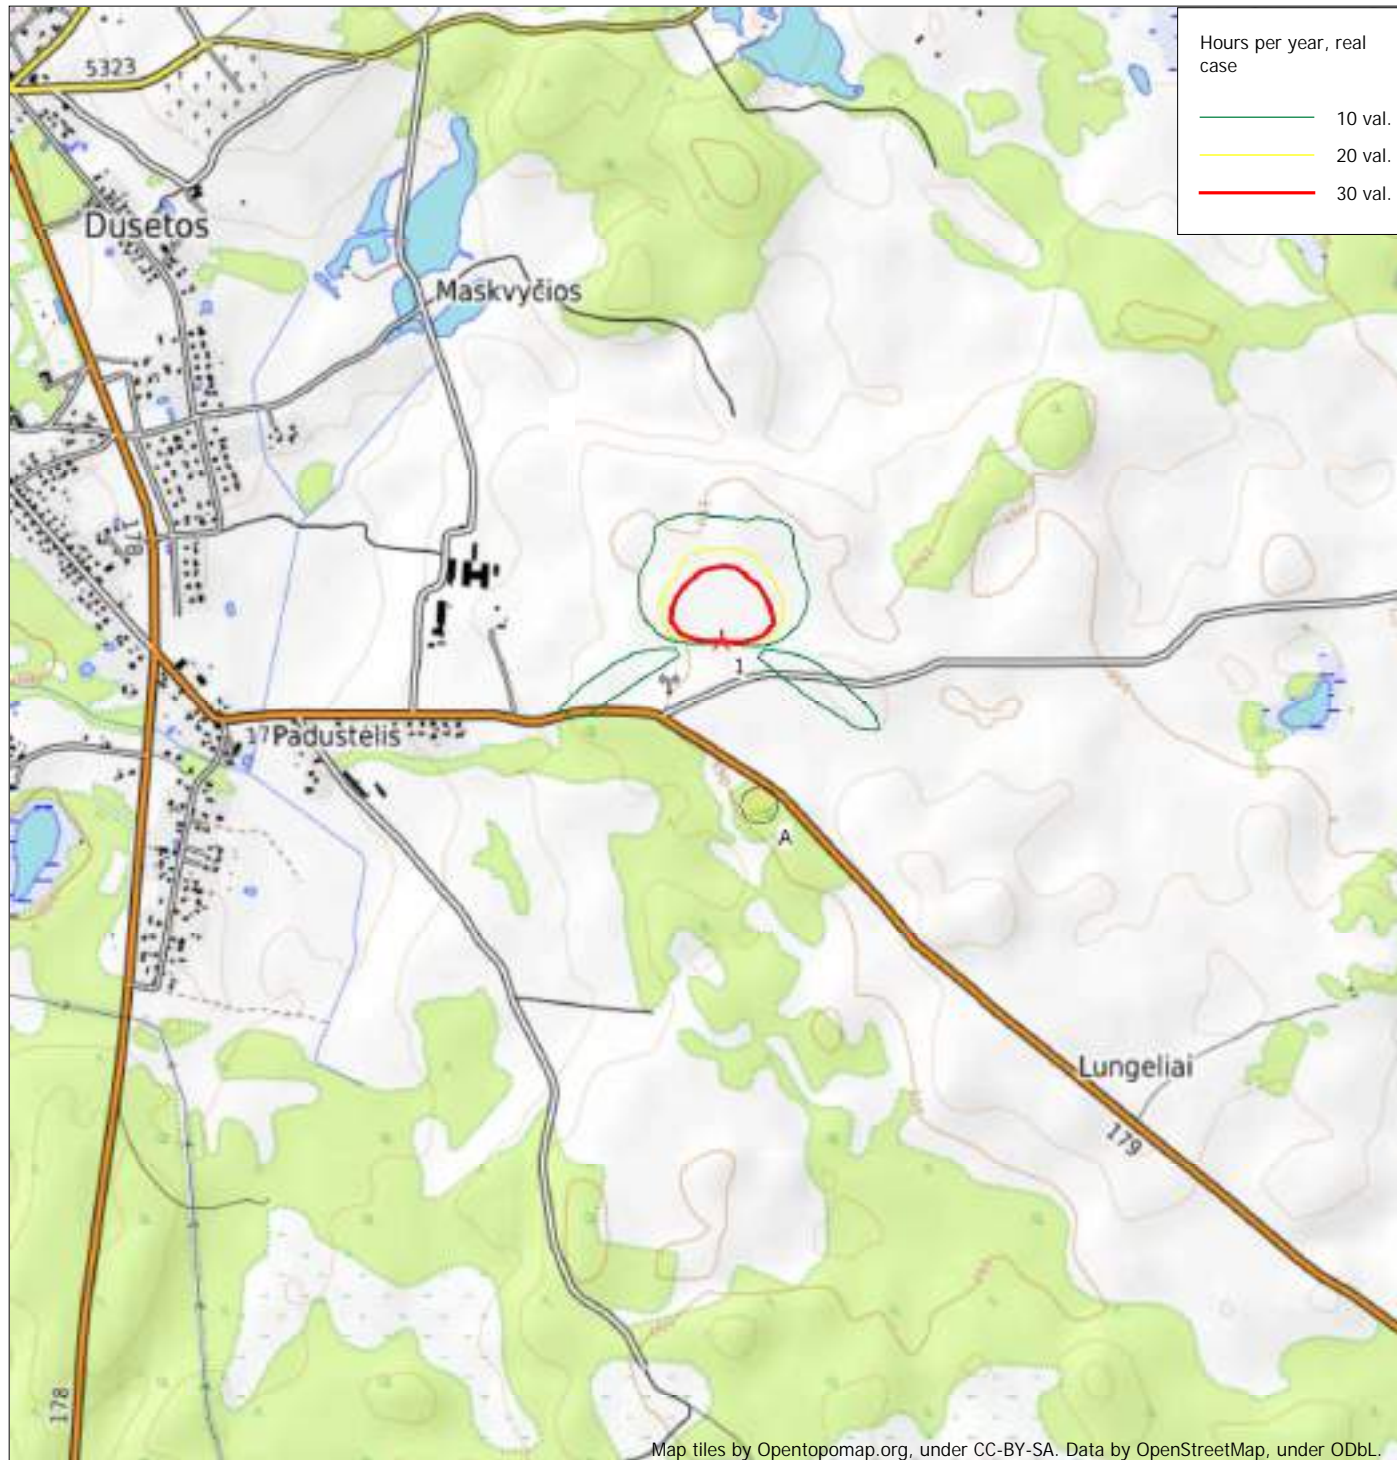 Hours per year, real
case
10 val.
20 val.
30 val.
5323
Dusetos
Maškvyčios
178
1
17
Padustėlis
A
Lungeliai
179
178
Map tiles by Opentopomap.org, under CC-BY-SA. Data by OpenStreetMap, under ODbL.